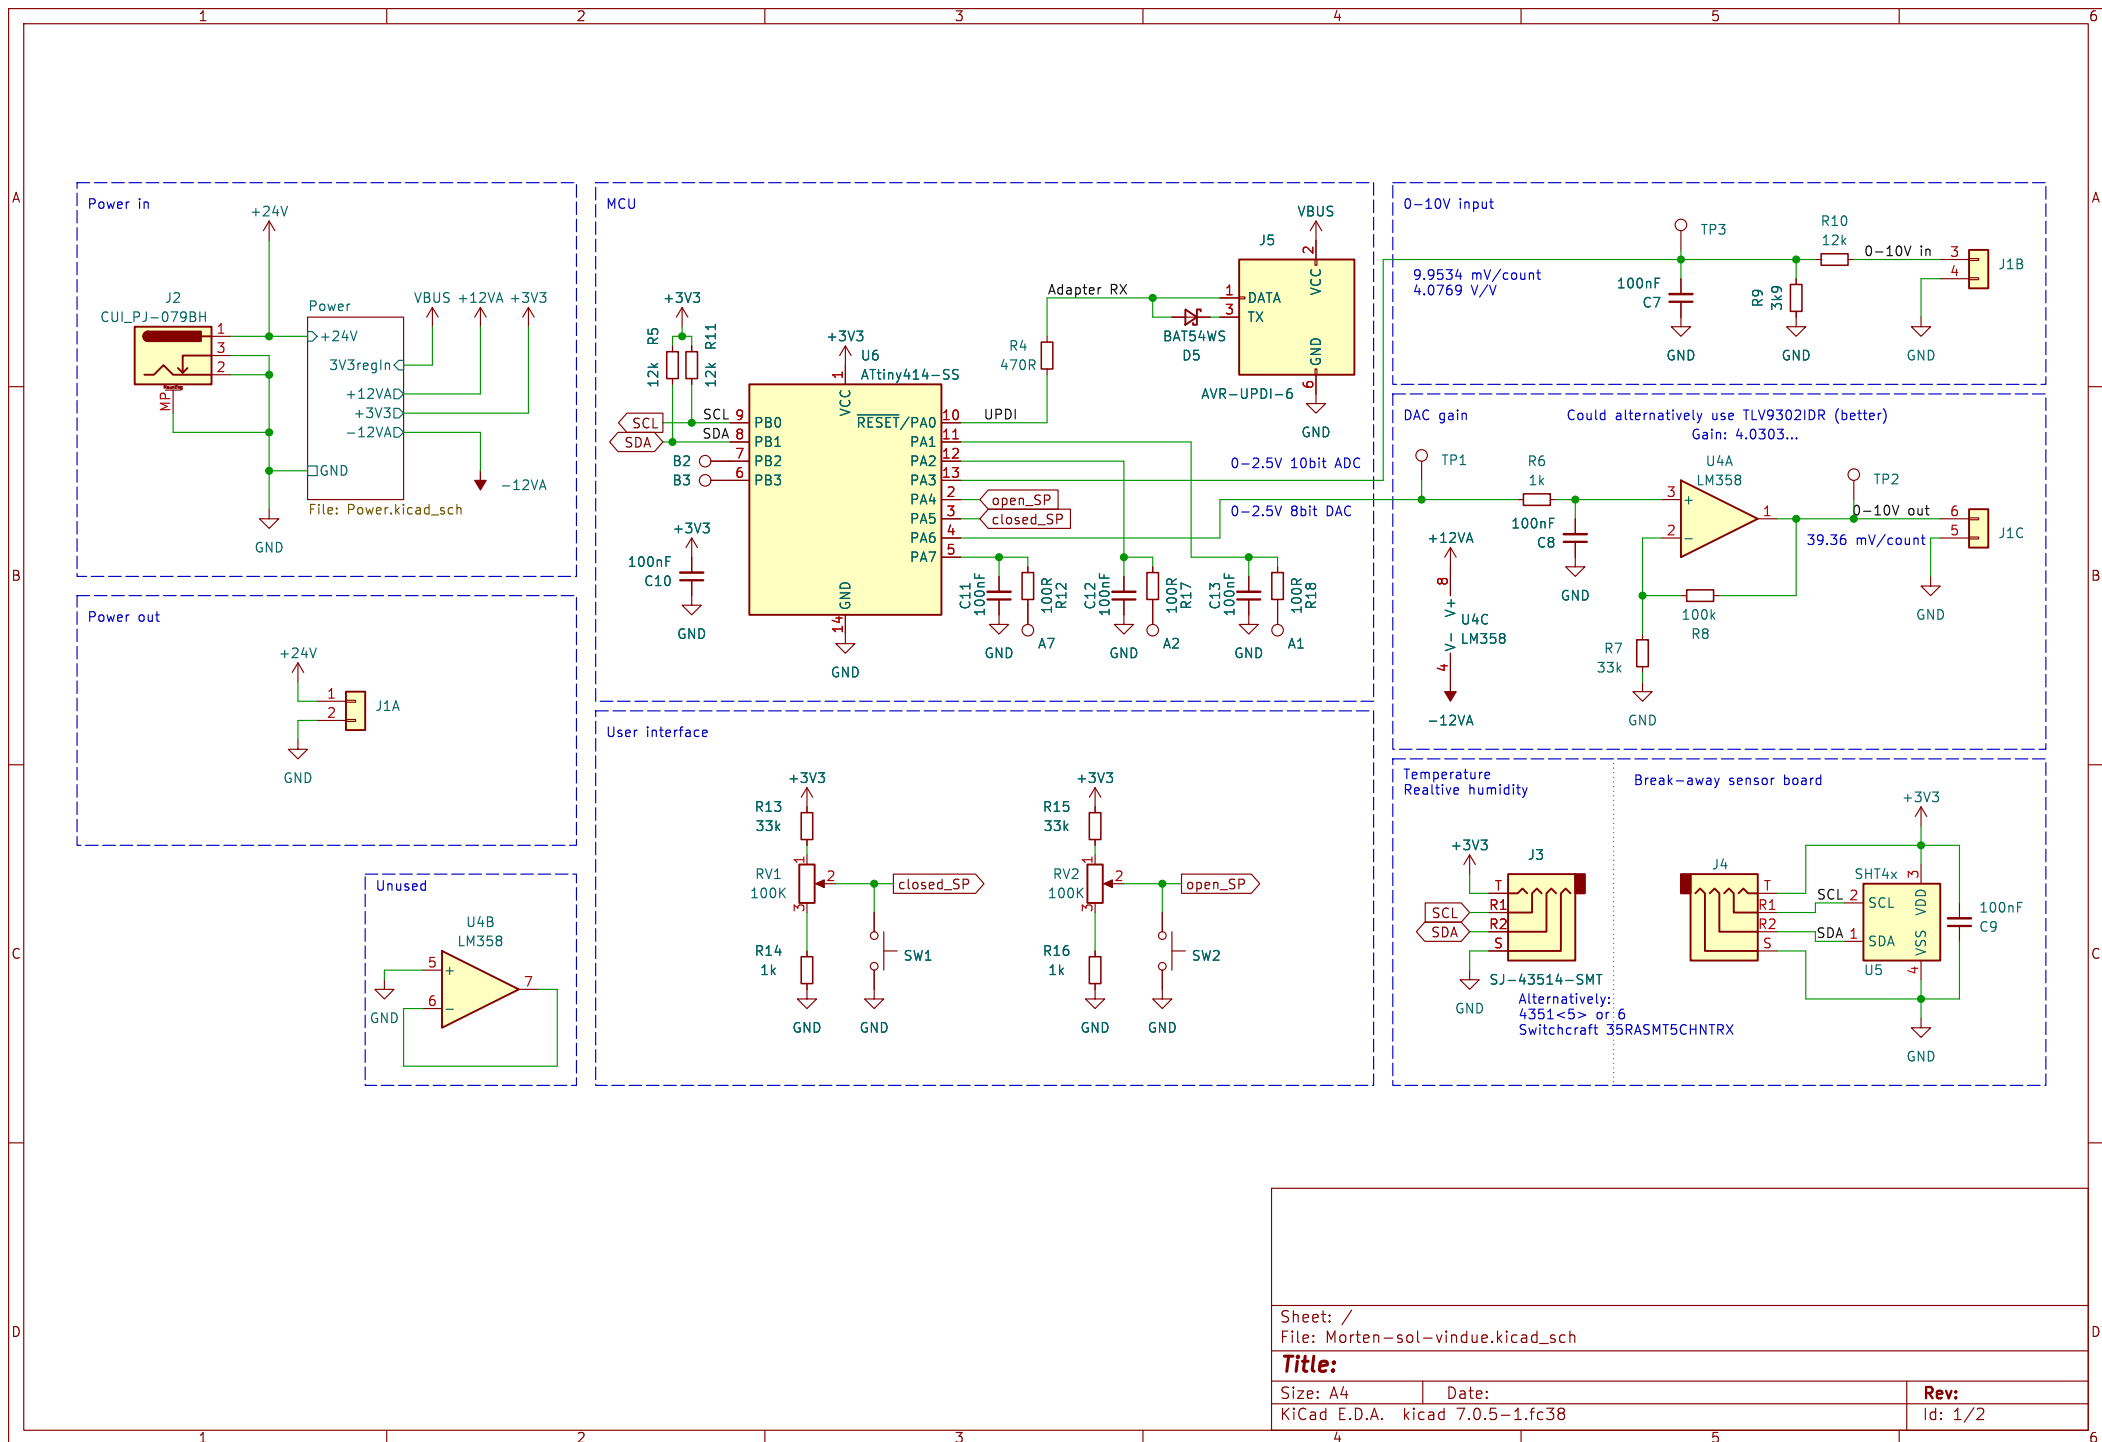 1 2 3 4 5 6
A A
B B
C C
D D
Power in
+24V
J2
CUI_PJ-079BH
1
3
2
MP
Power
+24V
3V3regIn
+12VA
+3V3
-12VA
GND
File: Power.kicad_sch
VBUS +12VA +3V3
-12VA
GND
Power out
+24V
1
2
J1A
GND
Unused
U4B
LM358
5
+
6
-
7
GND
MCU
+3V3
R5
12k
R11
12k
SCL
SDA
SCL 9 PB0
SDA 8 PB1
B2 7 PB2
B3 6 PB3
+3V3
U6
ATtiny414-SS
1
VCC
RESET/PA0 10 UPDI
PA1 11
PA2 12
PA3 13
PA4 2 open_SP
PA5 3 closed_SP
PA6 4
PA7 5
GND
14
GND
+3V3
100nF
C10
GND
Adapter RX
R4
470R
BAT54WS
D5
VBUS
J5
2
VCC
1 DATA
3 TX
GND
6
AVR-UPDI-6
GND
0-2.5V 10bit ADC
0-2.5V 8bit DAC
C11
100nF
100R
R12
GND
A7
C12
100nF
100R
R17
GND
A2
C13
100nF
100R
R18
GND
A1
User interface
+3V3
R13
33k
1
RV1
100K
2
3
closed_SP
R14
1k
SW1
GND
GND
+3V3
R15
33k
1
RV2
100K
2
3
open_SP
R16
1k
SW2
GND
GND
0-10V input
9.9534 mV/count
4.0769 V/V
TP3
100nF
C7
GND
R9
3k9
GND
R10
12k
0-10V in
3
4
J1B
GND
DAC gain
Could alternatively use TLV9302IDR (better)
Gain: 4.0303...
TP1
R6
1k
100nF
C8
GND
U4A
LM358
3
+
2
-
1
TP2
0-10V out
39.36 mV/count
6
5
J1C
GND
+12VA
8
V+
U4C
LM358
V-
4
-12VA
100k
R8
R7
33k
GND
Temperature
Realtive humidity
+3V3
J3
T
R1
R2
S
SCL
SDA
GND
SJ-43514-SMT
Alternatively:
4351<5> or 6
Switchcraft 35RASMT5CHNTRX
Break-away sensor board
J4
T
R1
R2
S
+3V3
SHT4x
3
VDD
SCL 2 SCL
SDA 1 SDA
VSS
U5
4
100nF
C9
GND
Sheet: /
File: Morten-sol-vindue.kicad_sch
Title:
Size: A4 Date: Rev:
KiCad E.D.A. kicad 7.0.5-1.fc38 Id: 1/2
1 2 3 4 5 6